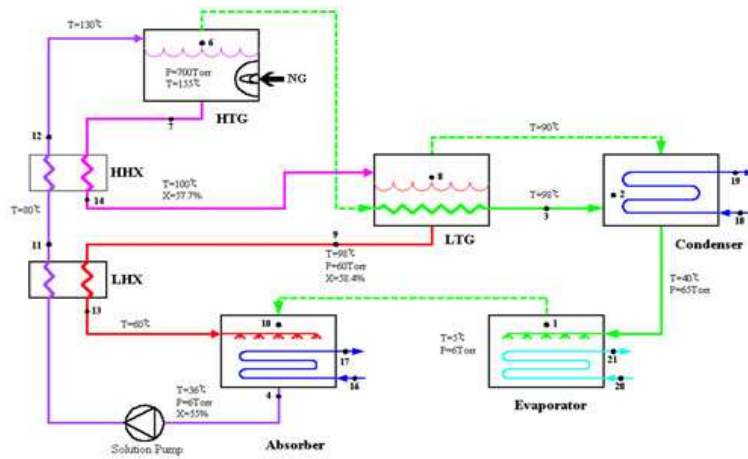 T=130℃
6
P=700Torr
T=155℃
NG
HTG
7
12
HHX
14
T=100℃
X=57.7%
T=80℃
11
LHX
13
9
T=98℃
P=60Torr
X=58.4%
T=90℃
8
LTG
T=98℃
3
2
19
18
Condenser
T=40℃
P=65Torr
T=60℃
10
17
16
4
T=36℃
P=6Torr
X=55%
Absorber
Solution Pump
T=5℃
P=6Torr
1
21
20
Evaporator